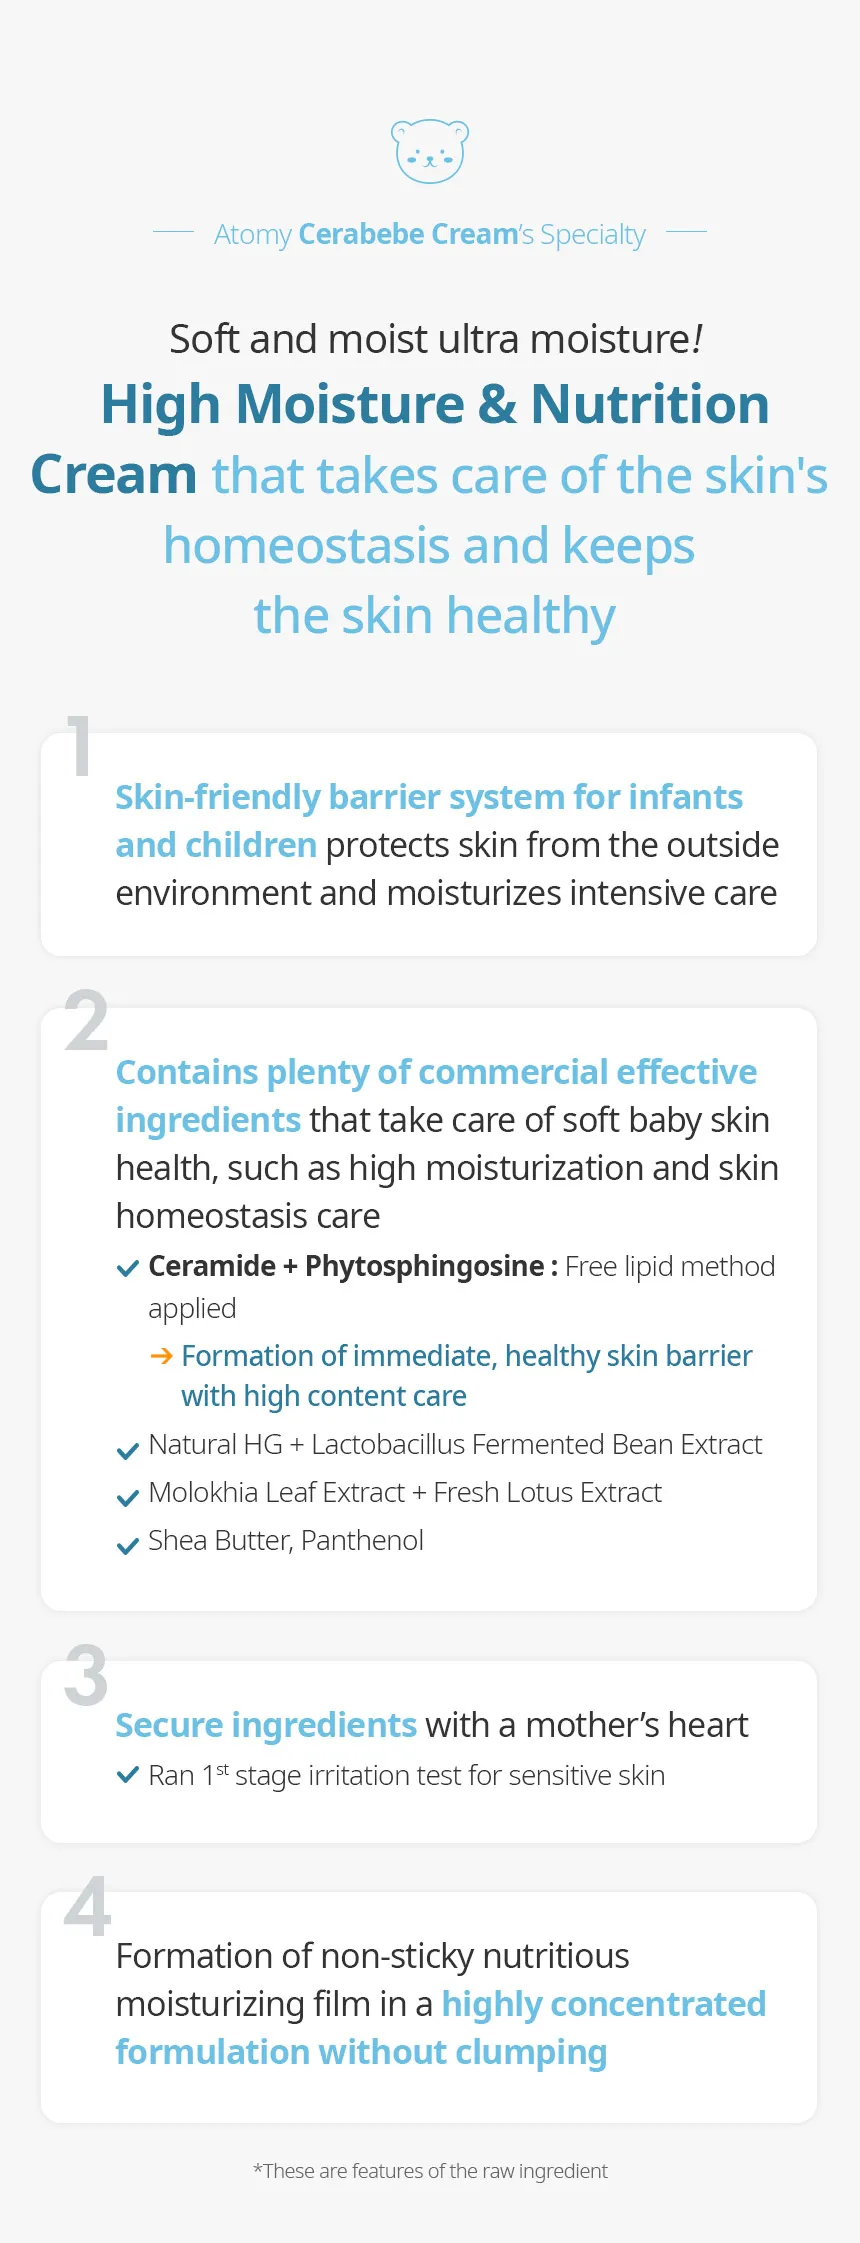 Atomy Cerabebe Cream's Specialty
Soft and moist ultra moisture!
High Moisture & Nutrition
Cream that takes care of the skin's
homeostasis and keeps
the skin healthy
1
Skin-friendly barrier system for infants
and children protects skin from the outside
environment and moisturizes intensive care
2
Contains plenty of commercial effective
ingredients that take care of soft baby skin
health, such as high moisturization and skin
homeostasis care
Ceramide + Phytosphingosine : Free lipid method
applied
→ Formation of immediate, healthy skin barrier
with high content care
Natural HG + Lactobacillus Fermented Bean Extract
Molokhia Leaf Extract + Fresh Lotus Extract
Shea Butter, Panthenol
3
Secure ingredients with a mother’s heart
Ran 1st stage irritation test for sensitive skin
4
Formation of non-sticky nutritious
moisturizing film in a highly concentrated
formulation without clumping
*These are features of the raw ingredient